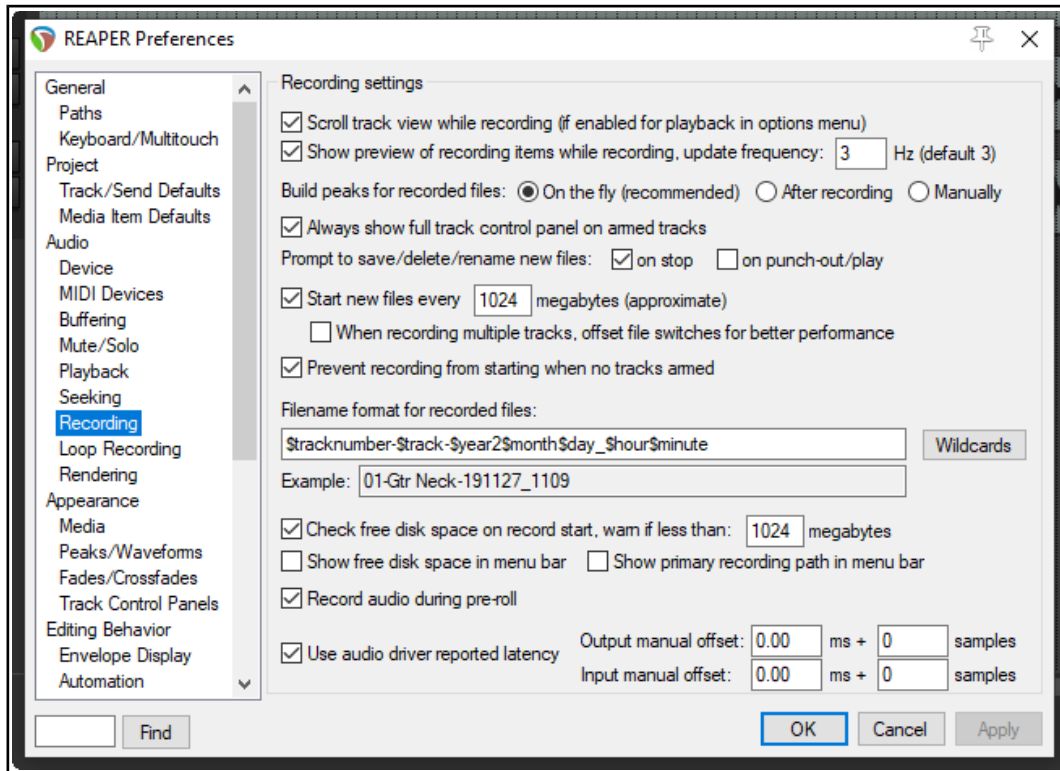 REAPER Preferences
General
Paths
Keyboard/Multitouch
Project
Track/Send Defaults
Media Item Defaults
Audio
Device
MIDI Devices
Buffering
Mute/Solo
Playback
Seeking
Recording
Loop Recording
Rendering
Appearance
Media
Peaks/Waveforms
Fades/Crossfades
Track Control Panels
Editing Behavior
Envelope Display
Automation
Find
Recording settings
Scroll track view while recording (if enabled for playback in options menu)
Show preview of recording items while recording, update frequency: 3 Hz (default 3)
Build peaks for recorded files: On the fly (recommended) After recording Manually
Always show full track control panel on armed tracks
Prompt to save/delete/rename new files: on stop on punch-out/play
Start new files every 1024 megabytes (approximate)
When recording multiple tracks, offset file switches for better performance
Prevent recording from starting when no tracks armed
Filename format for recorded files:
$tracknumber-$track-$year2$month$day_$hour$minute Wildcards
Example: 01-Gtr Neck-191127_1109
Check free disk space on record start, warn if less than: 1024 megabytes
Show free disk space in menu bar Show primary recording path in menu bar
Record audio during pre-roll
Use audio driver reported latency
Output manual offset: 0.00 ms + 0 samples
Input manual offset: 0.00 ms + 0 samples
OK Cancel Apply